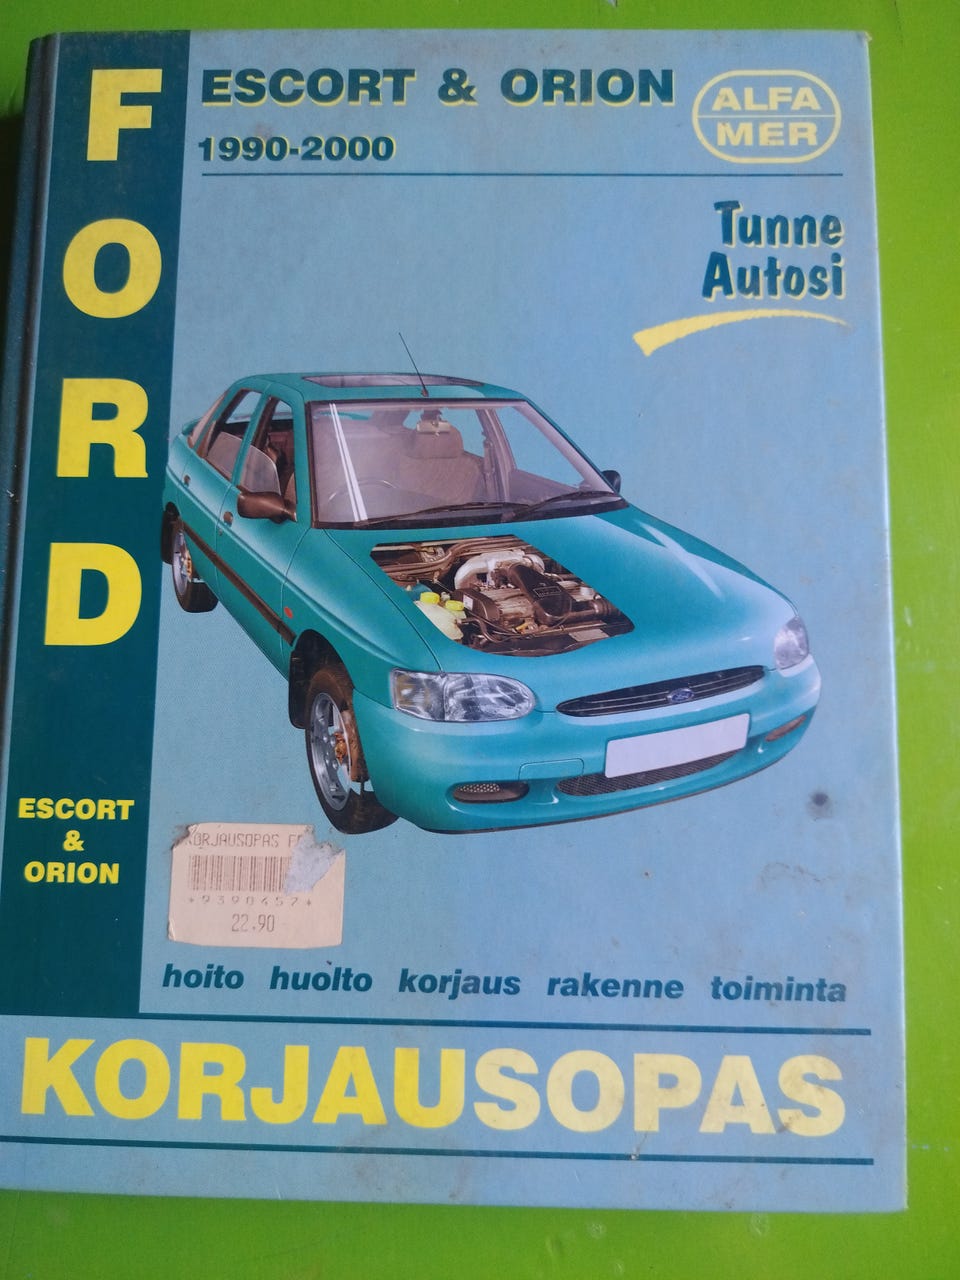 FORD
ESCORT & ORION
1990-2000
ALFA
MER
Tunne
Autosi
ESCORT
&
ORION
KORJAUSOPAS
*9390457*
22,90
hoito huolto korjaus rakenne toiminta
KORJAUSOPAS